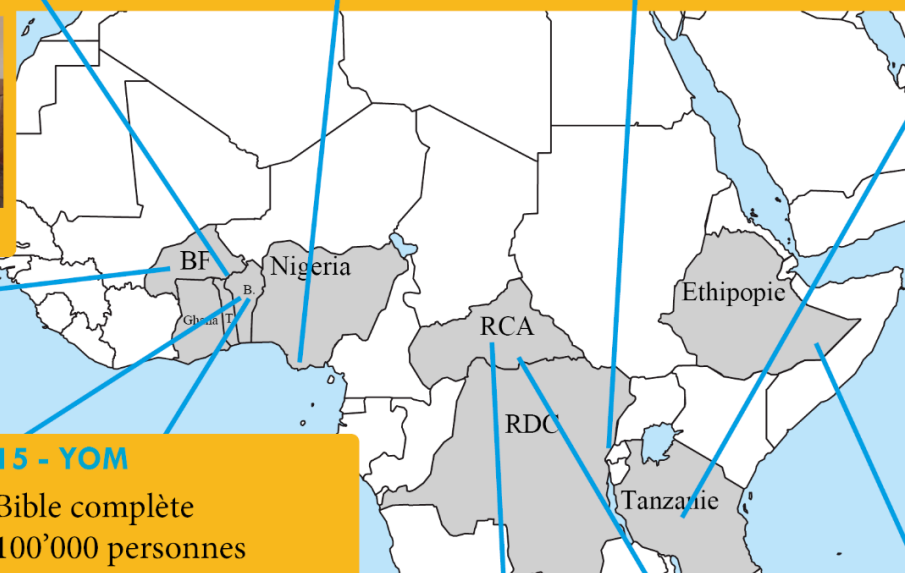 BF
Nigeria
B.
Ghana
T
RCA
Ethipopie
RDC
Tanzanie
15 - YOM
Bible complète
100’000 personnes